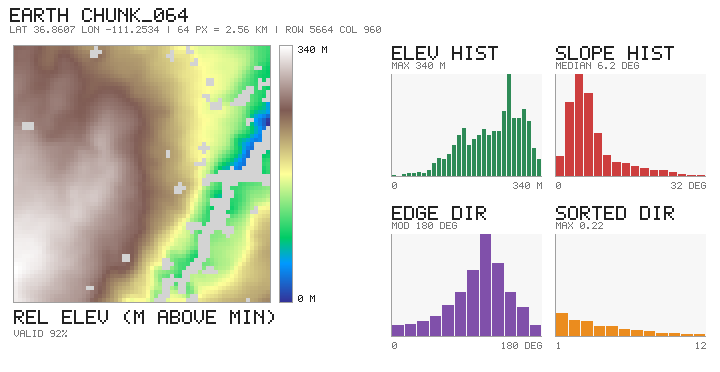 EARTH CHUNK_064
LAT 36.8607 LON -111.2534 | 64 PX = 2.56 KM | ROW 5664 COL 960
340 M
0 M
REL ELEV (M ABOVE MIN)
VALID 92%
ELEV HIST
MAX 340 M
0 340 M
SLOPE HIST
MEDIAN 6.2 DEG
0 32 DEG
EDGE DIR
MOD 180 DEG
0 180 DEG
SORTED DIR
MAX 0.22
1 12